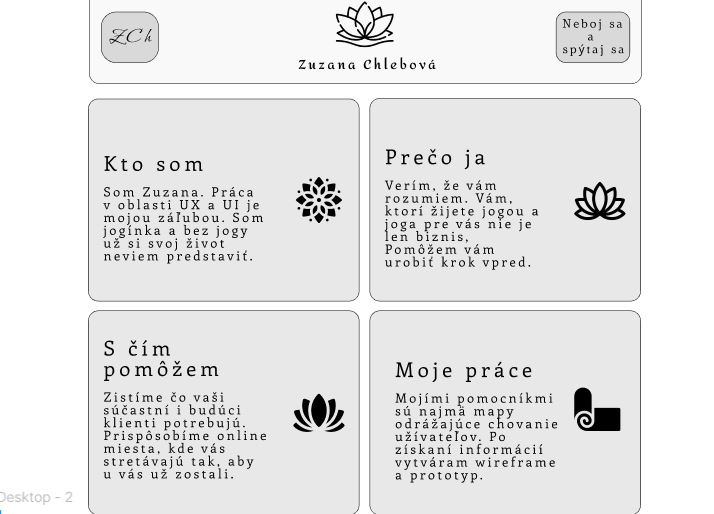 ZCh
Zuzana Chlebová
Neboj sa
a
spýtaj sa
Kto som
Som Zuzana. Práca
v oblasti UX a UI je
mojou záľubou. Som
jogínka a bez jogy
už si svoj život
neviem predstaviť.
Prečo ja
Verím, že vám
rozumiem. Vám,
ktorí žijete jogou a
joga pre vás nie je
len biznis,
Pomôžem vám
urobiť krok vpred.
S čím
pomôžem
Zistíme čo vaši
súčastní i budúci
klienti potrebujú.
Prispôsobíme online
miesta, kde vás
stretávajú tak, aby
u vás už zostali.
Moje práce
Mojími pomocníkmi
sú najmä mapy
odrážajúce chovanie
užívateľov. Po
získaní informácií
vytváram wireframe
a prototyp.
Desktop - 2